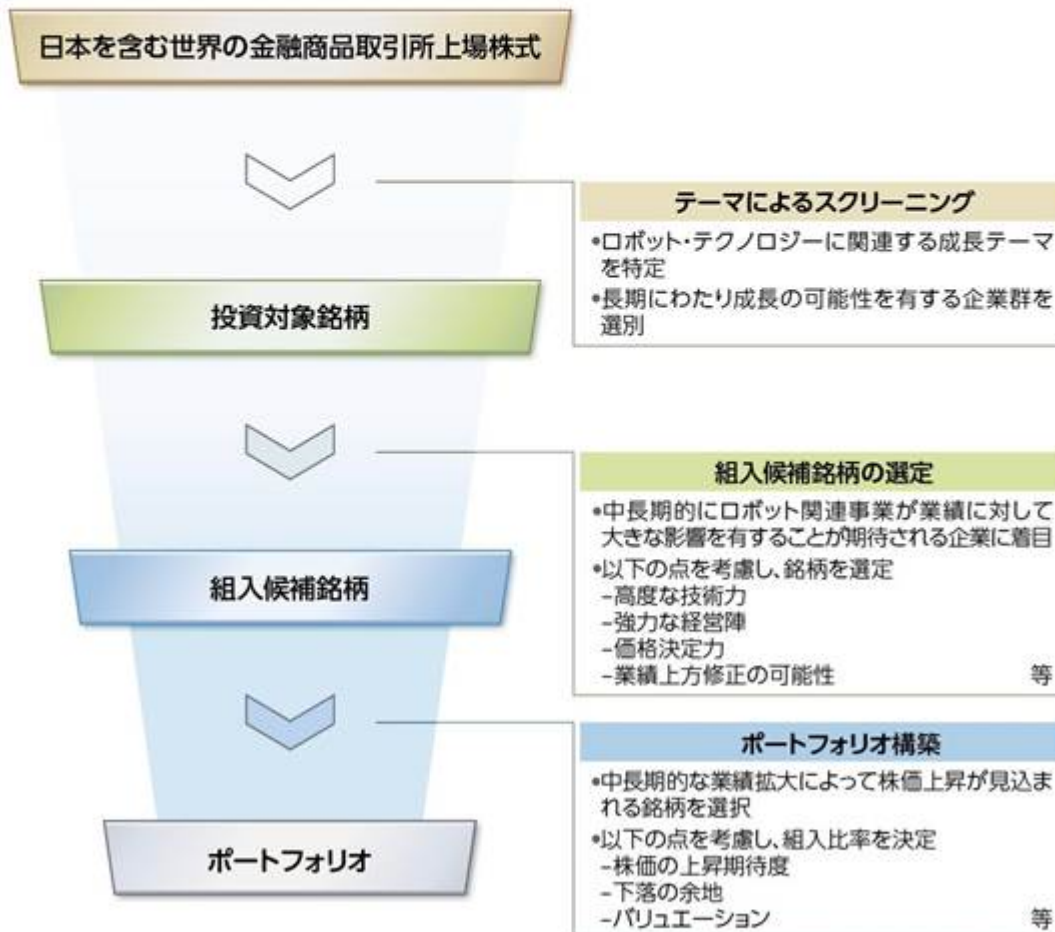 日本を含む世界の金融商品取引所上場株式
テーマによるスクリーニング
•ロボット・テクノロジーに関連する成長テーマ
を特定
•長期にわたり成長の可能性を有する企業群を
選別
投資対象銘柄
組入候補銘柄の選定
•中長期的にロボット関連事業が業績に対して
大きな影響を有することが期待される企業に着目
•以下の点を考慮し、銘柄を選定
−高度な技術力
−強力な経営陣
−価格決定力
−業績上方修正の可能性 等
組入候補銘柄
ポートフォリオ構築
•中長期的な業績拡大によって株価上昇が見込ま
れる銘柄を選択
•以下の点を考慮し、組入比率を決定
−株価の上昇期待度
−下落の余地
−バリュエーション 等
ポートフォリオ